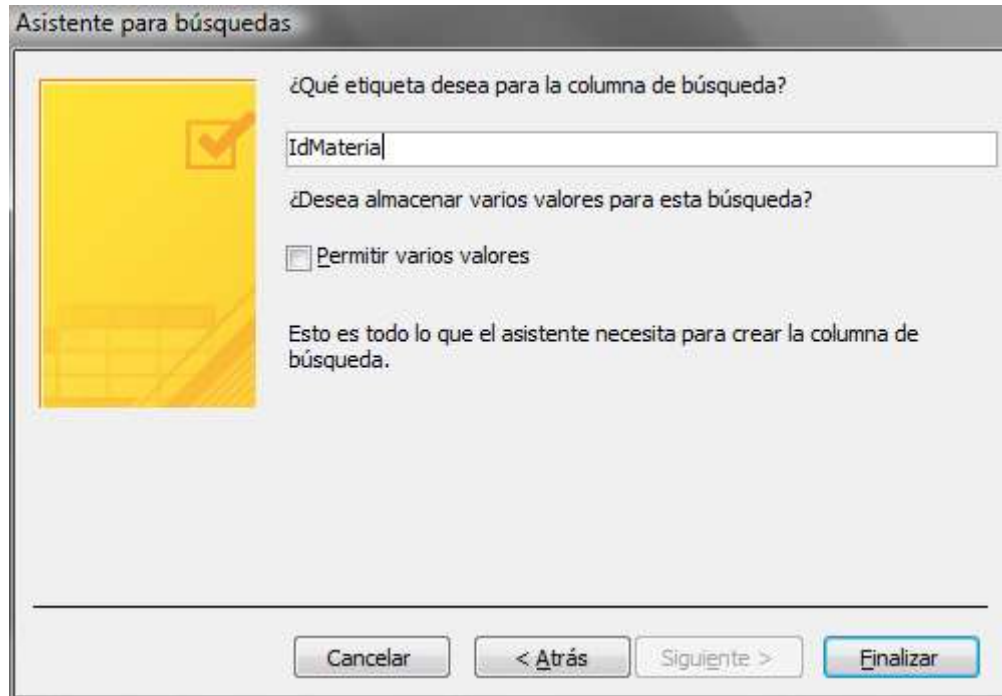 Asistente para búsquedas
¿Qué etiqueta desea para la columna de búsqueda?
IdMateria
¿Desea almacenar varios valores para esta búsqueda?
Permitir varios valores
Esto es todo lo que el asistente necesita para crear la columna de
búsqueda.
Cancelar < Atrás Siguiente > Finalizar